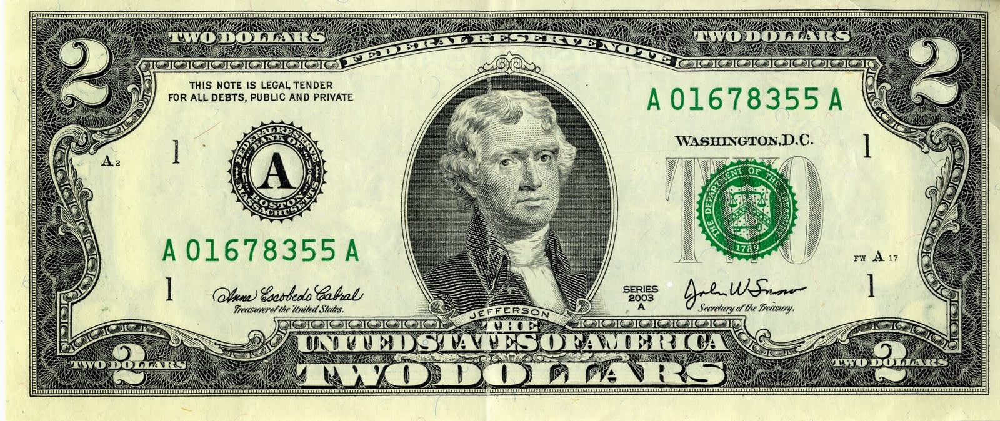 2 TWO DOLLARS FEDERAL RESERVE NOTE TWO DOLLARS 2
THIS NOTE IS LEGAL TENDER
FOR ALL DEBTS, PUBLIC AND PRIVATE
A 01678355 A
WASHINGTON, D.C.
A2
1
FEDERAL RESERVE BANK OF
A
BOSTON
MASSACHUSETTS
1
TWO
THE DEPARTMENT OF THE TREASURY
1789
A 01678355 A
FW A 17
1
Anna Escobedo Cabral
Treasurer of the United States.
SERIES
2003
A
John W Snow
Secretary of the Treasury.
1
JEFFERSON
THE
UNITED STATES OF AMERICA
TWO DOLLARS
2
TWO DOLLARS
TWO DOLLARS
2